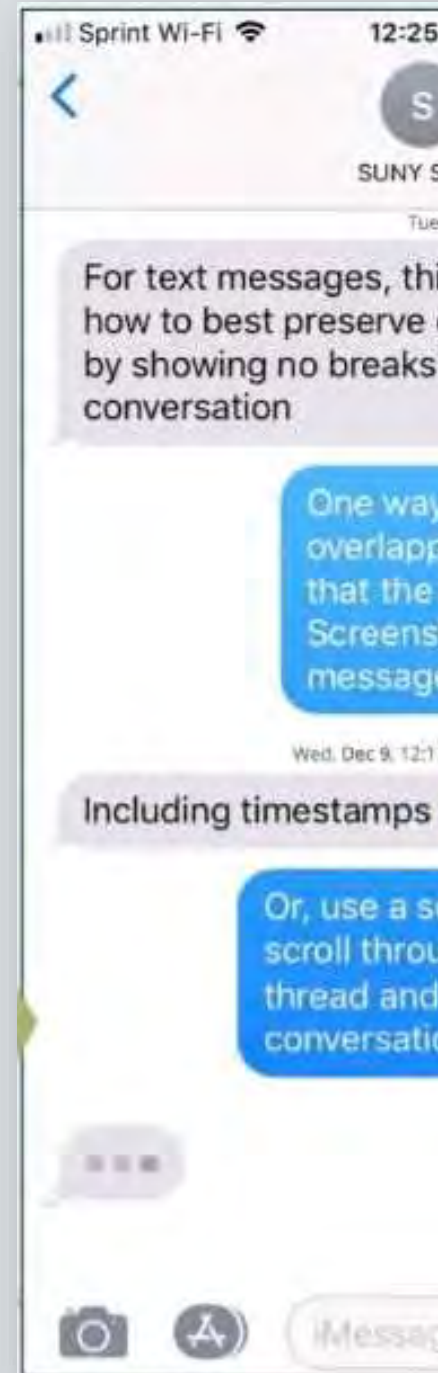 Sprint Wi-Fi 12:25
S
SUNY S
Tue
For text messages, thi
how to best preserve
by showing no breaks
conversation
One way
overlapp
that the
Screens
message
Wed, Dec 9, 12:1
Including timestamps
Or, use a s
scroll throu
thread and
conversatio
iMessag